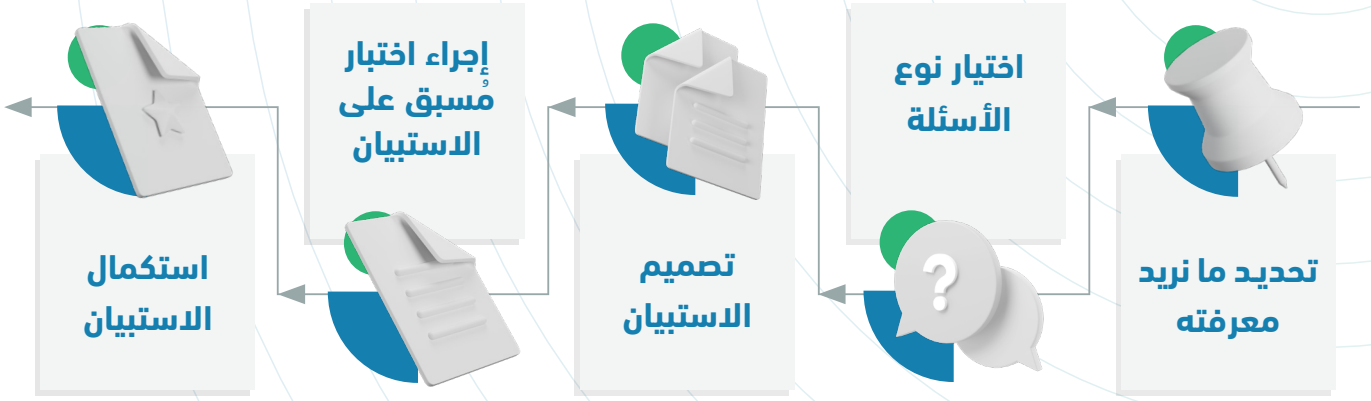 تحديد ما نريد
معرفته
اختيار نوع
الأسئلة
تصميم
الاستبيان
إجراء اختبار
مُسبق على
الاستبيان
استكمال
الاستبيان
?